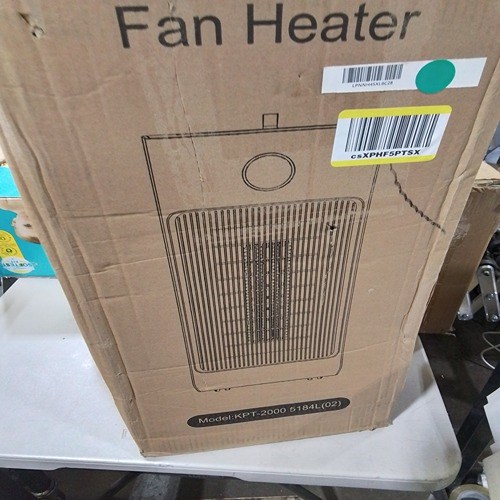 Fan Heater
csXPHF5PTSX
Model:KPT-2000 5184L(02)